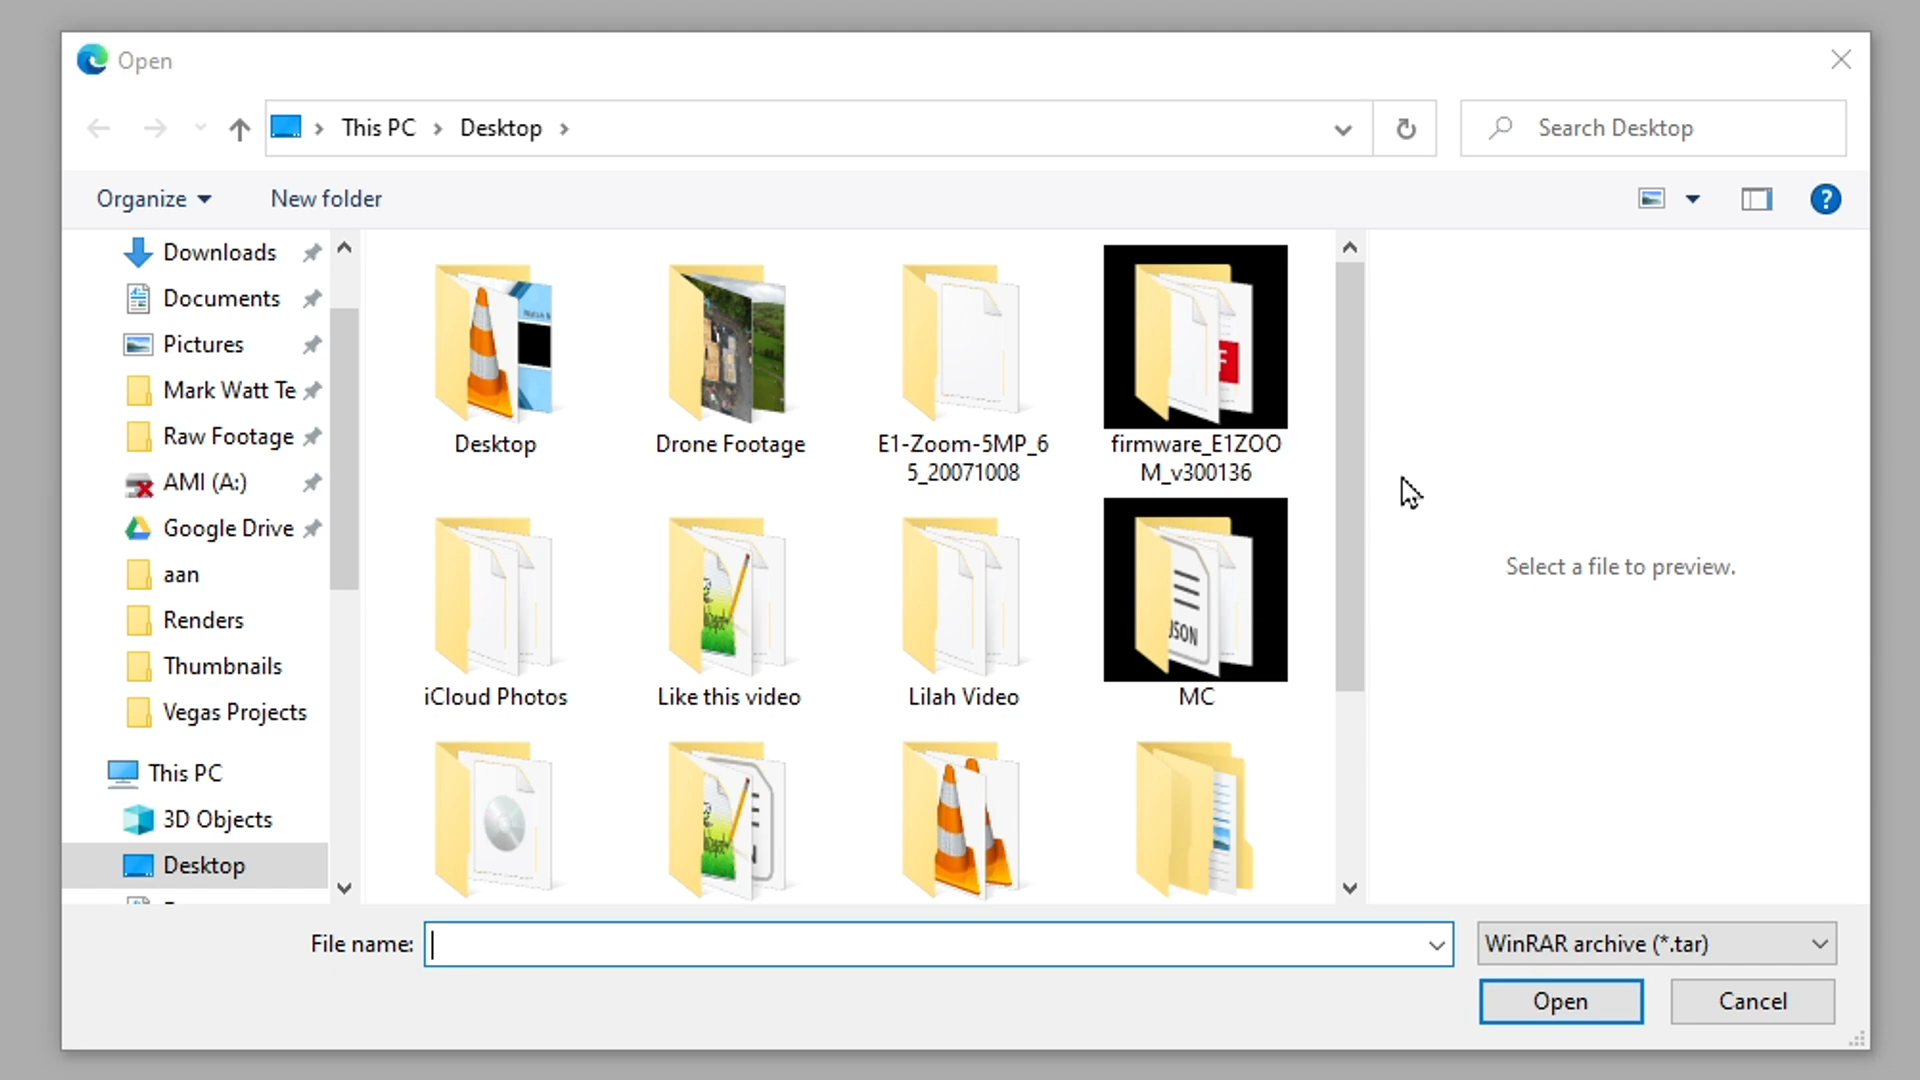 Open
This PC
Desktop
Search Desktop
Organize
New folder
?
Downloads
Documents
Pictures
Mark Watt Te
Raw Footage
AMI (A:)
Google Drive
aan
Renders
Thumbnails
Vegas Projects
This PC
3D Objects
Desktop
Desktop
Drone Footage
E1-Zoom-5MP_6
5_20071008
firmware_E1ZOO
M_v300136
iCloud Photos
Like this video
Lilah Video
JSON
MC
Select a file to preview.
File name:
WinRAR archive (*.tar)
Open
Cancel